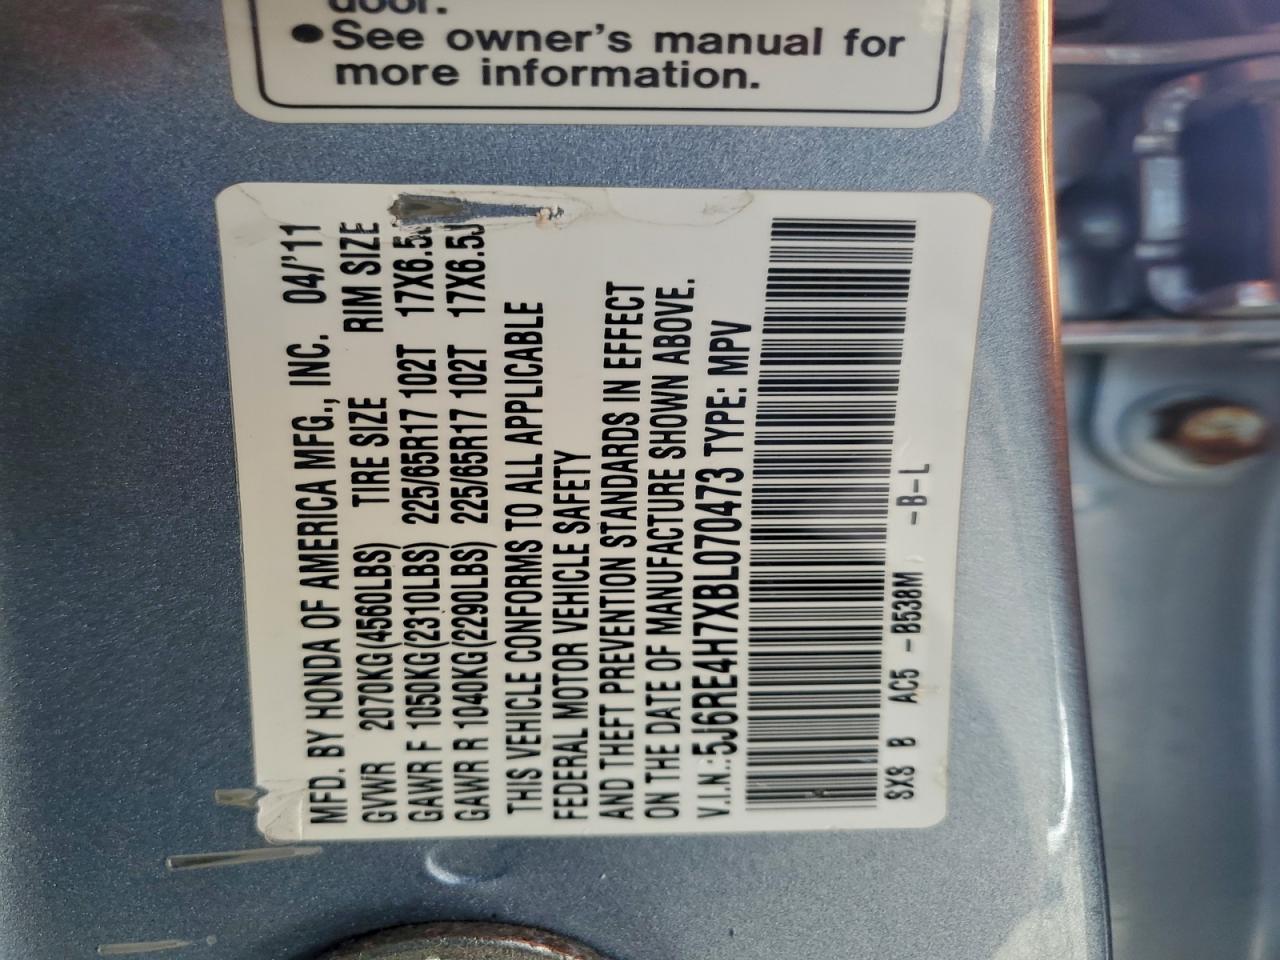 door.
●See owner's manual for
more information.
MFD. BY HONDA OF AMERICA MFG., INC. 04/'11
GVWR 2070KG(4560LBS) TIRE SIZE RIM SIZE
GAWR F 1050KG(2310LBS) 225/65R17 102T 17X6.5J
GAWR R 1040KG(2290LBS) 225/65R17 102T 17X6.5J
THIS VEHICLE CONFORMS TO ALL APPLICABLE
FEDERAL MOTOR VEHICLE SAFETY
AND THEFT PREVENTION STANDARDS IN EFFECT
ON THE DATE OF MANUFACTURE SHOWN ABOVE.
V.I.N.:5J6RE4H7XBL070473 TYPE: MPV
SXS B AC5 -B538M -B-L